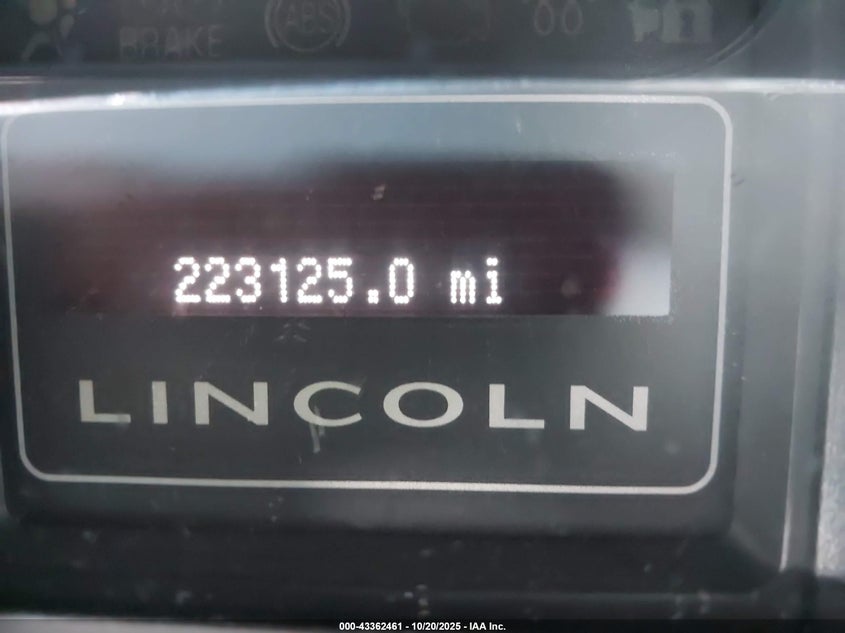 BRAKE
ABS
223125.0 mi
LINCOLN
000-43362461 - 10/20/2025 - IAA Inc.